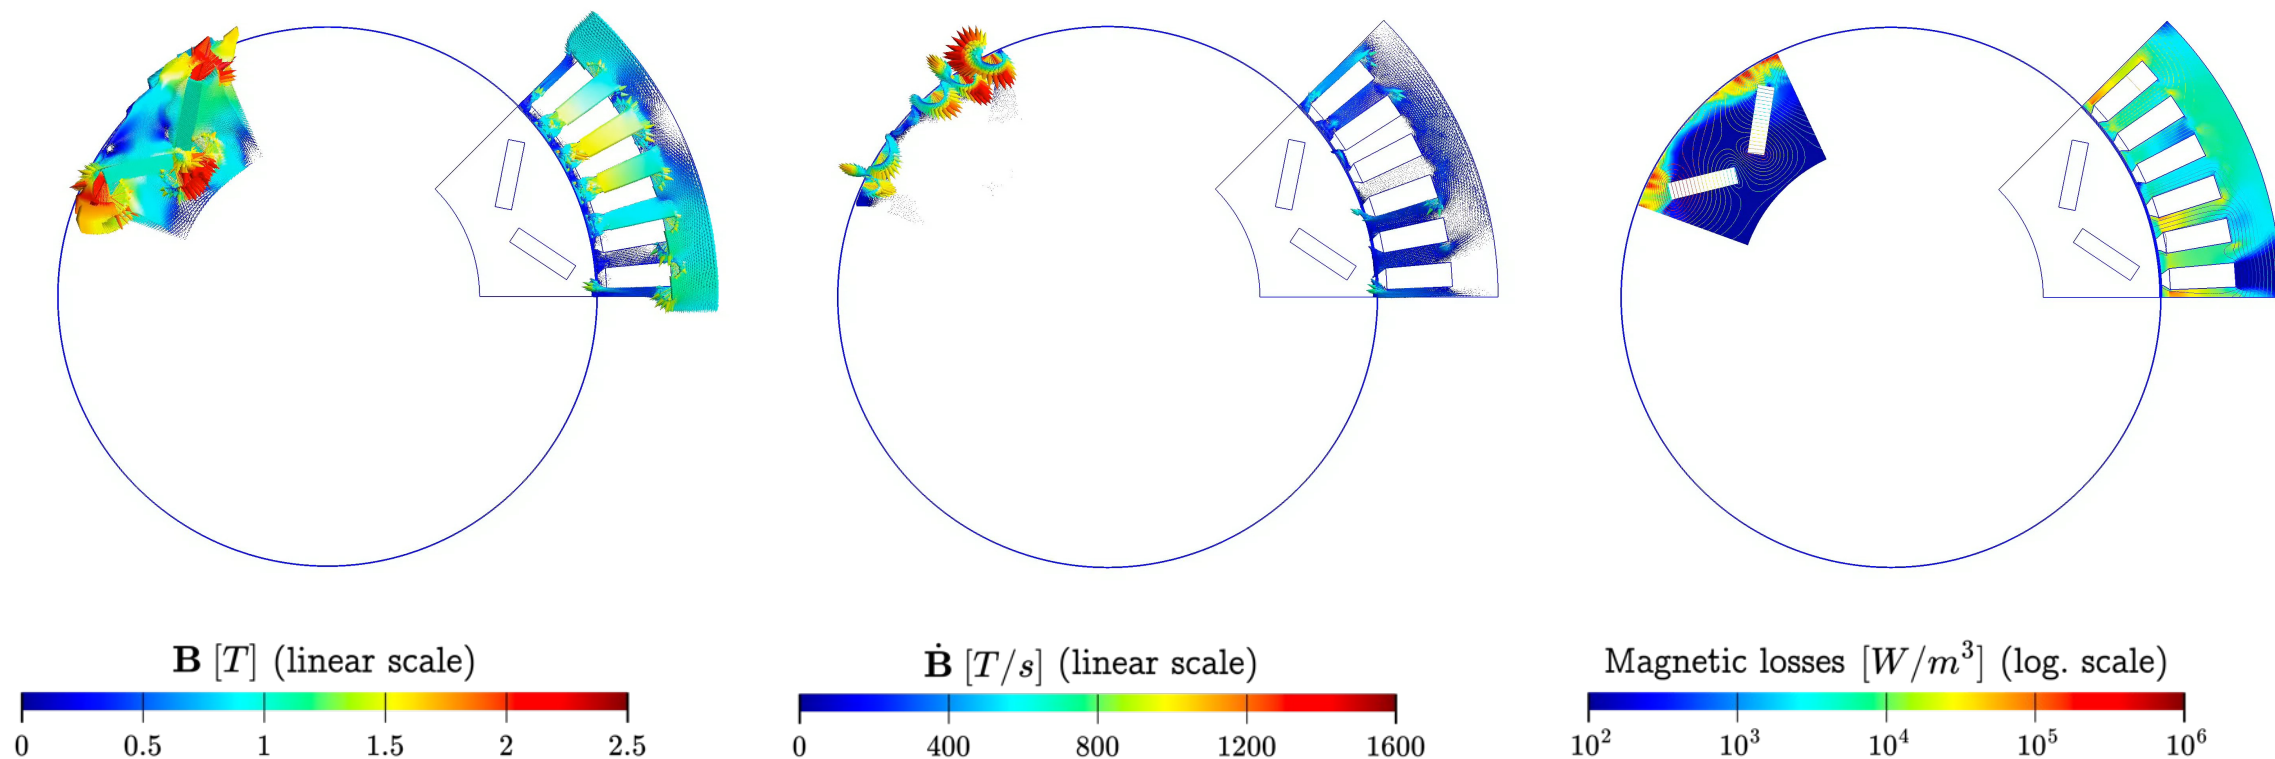 B [T] (linear scale)
0 0.5 1 1.5 2 2.5
Ḃ [T/s] (linear scale)
0 400 800 1200 1600
Magnetic losses [W/m³] (log. scale)
10² 10³ 10⁴ 10⁵ 10⁶